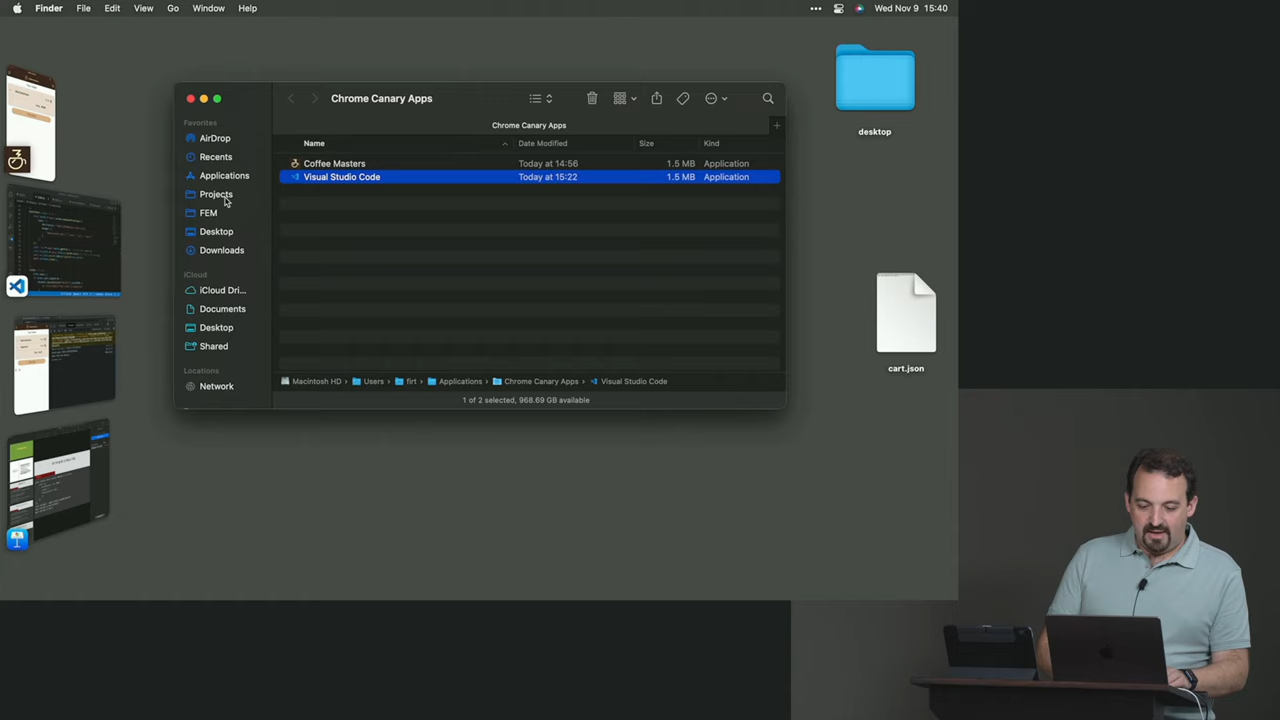 Finder File Edit View Go Window Help
Wed Nov 9 15:40
Chrome Canary Apps
Chrome Canary Apps
Favorites
AirDrop
Recents
Applications
Projects
FEM
Desktop
Downloads
iCloud
iCloud Dri...
Documents
Desktop
Shared
Locations
Network
Name Date Modified Size Kind
Coffee Masters Today at 14:56 1.5 MB Application
Visual Studio Code Today at 15:22 1.5 MB Application
Macintosh HD Users firt Applications Chrome Canary Apps Visual Studio Code
1 of 2 selected, 968.69 GB available
desktop
cart.json